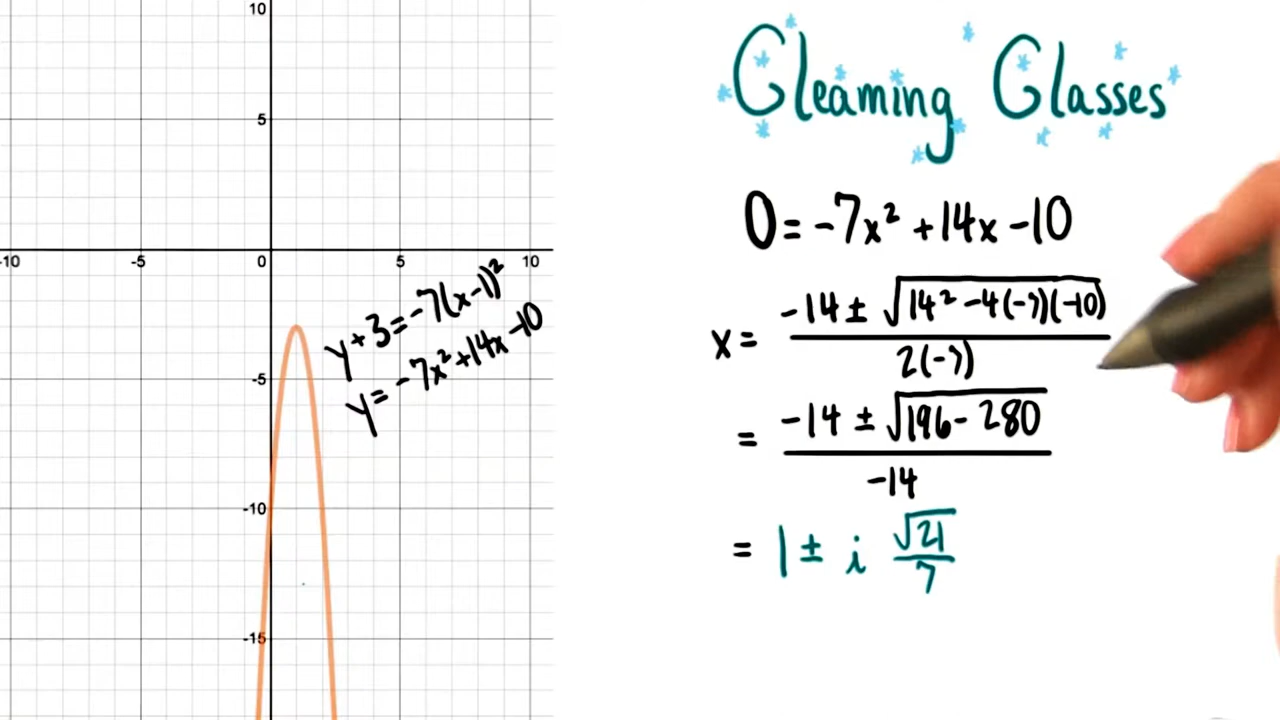 10
5
-10
-5
0
5
10
-5
-10
-15
y+3=-7(x-1)²
y=-7x²+14x-10
Gleaming Glasses
0=-7x²+14x-10
x= (-14±√(14²-4(-7)(-10)))/(2(-7))
= (-14±√(196-280))/(-14)
= 1±i √21/7